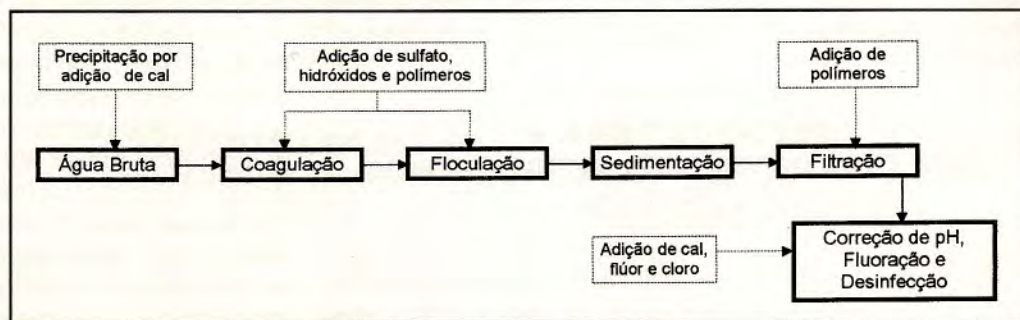 Precipitação por
adição de cal
Adição de sulfato,
hidróxidos e polímeros
Adição de
polímeros
Água Bruta
Coagulação
Floculação
Sedimentação
Filtração
Adição de cal,
flúor e cloro
Correção de pH,
Fluoração e
Desinfecção